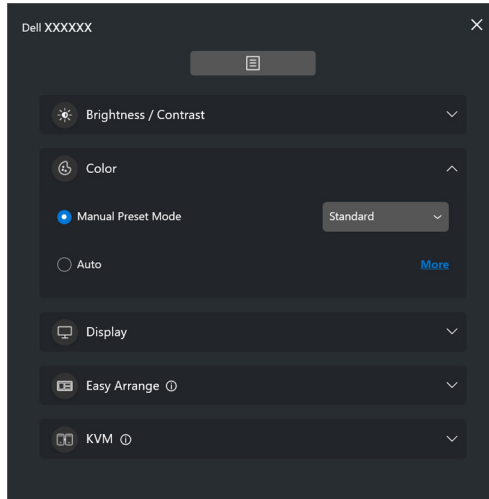 Dell XXXXXX
Brightness / Contrast
Color
Manual Preset Mode Standard
Auto More
Display
Easy Arrange
KVM